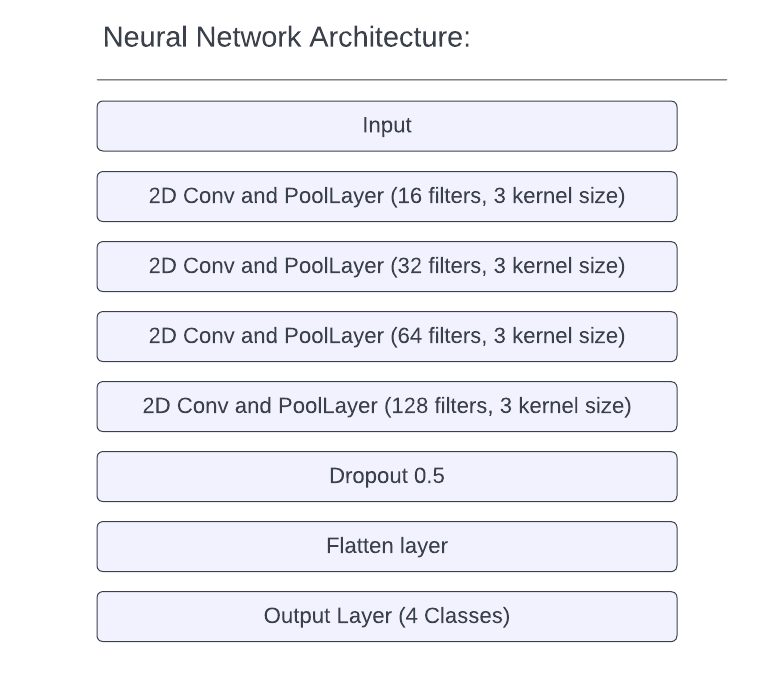 Neural Network Architecture:
Input
2D Conv and PoolLayer (16 filters, 3 kernel size)
2D Conv and PoolLayer (32 filters, 3 kernel size)
2D Conv and PoolLayer (64 filters, 3 kernel size)
2D Conv and PoolLayer (128 filters, 3 kernel size)
Dropout 0.5
Flatten layer
Output Layer (4 Classes)